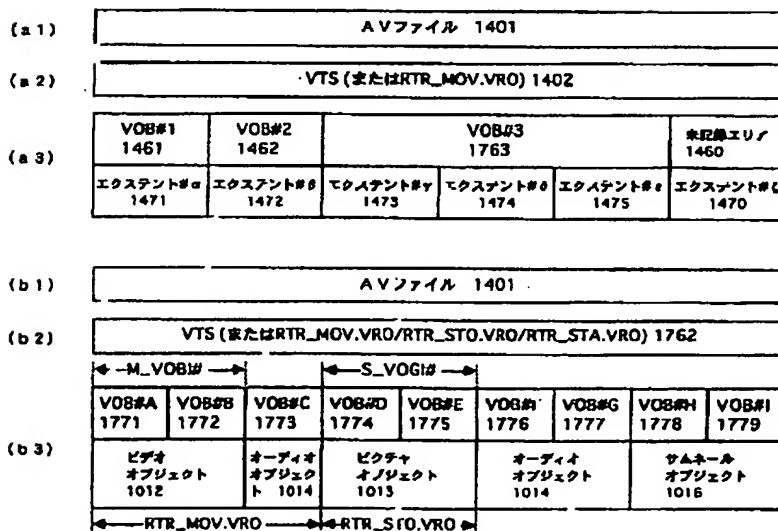 (a1)
AVファイル 1401
(a2)
VTS (またはRTR_MOV.VRO) 1402
(a3)
VOB#1 VOB#2 VOB#3 未記録エリア
1461 1462 1763 1460
エクステント#α エクステント#β エクステント#γ エクステント#δ エクステント#ε エクステント#ζ
1471 1472 1473 1474 1475 1470
(b1)
AVファイル 1401
(b2)
VTS (またはRTR_MOV.VRO/RTR_STO.VRO/RTR_STA.VRO) 1762
M_VOBI# S_VOGI#
(b3)
VOB#A VOB#B VOB#C VOB#D VOB#E VOB#F VOB#G VOB#H VOB#I
1771 1772 1773 1774 1775 1776 1777 1778 1779
ビデオ オーディオ ピクチャ オーディオ サムネール
オブジェクト オブジェク オブジェクト オブジェクト オブジェクト
1012 ト 1014 1013 1014 1016
RTR_MOV.VRO RTR_STO.VRO